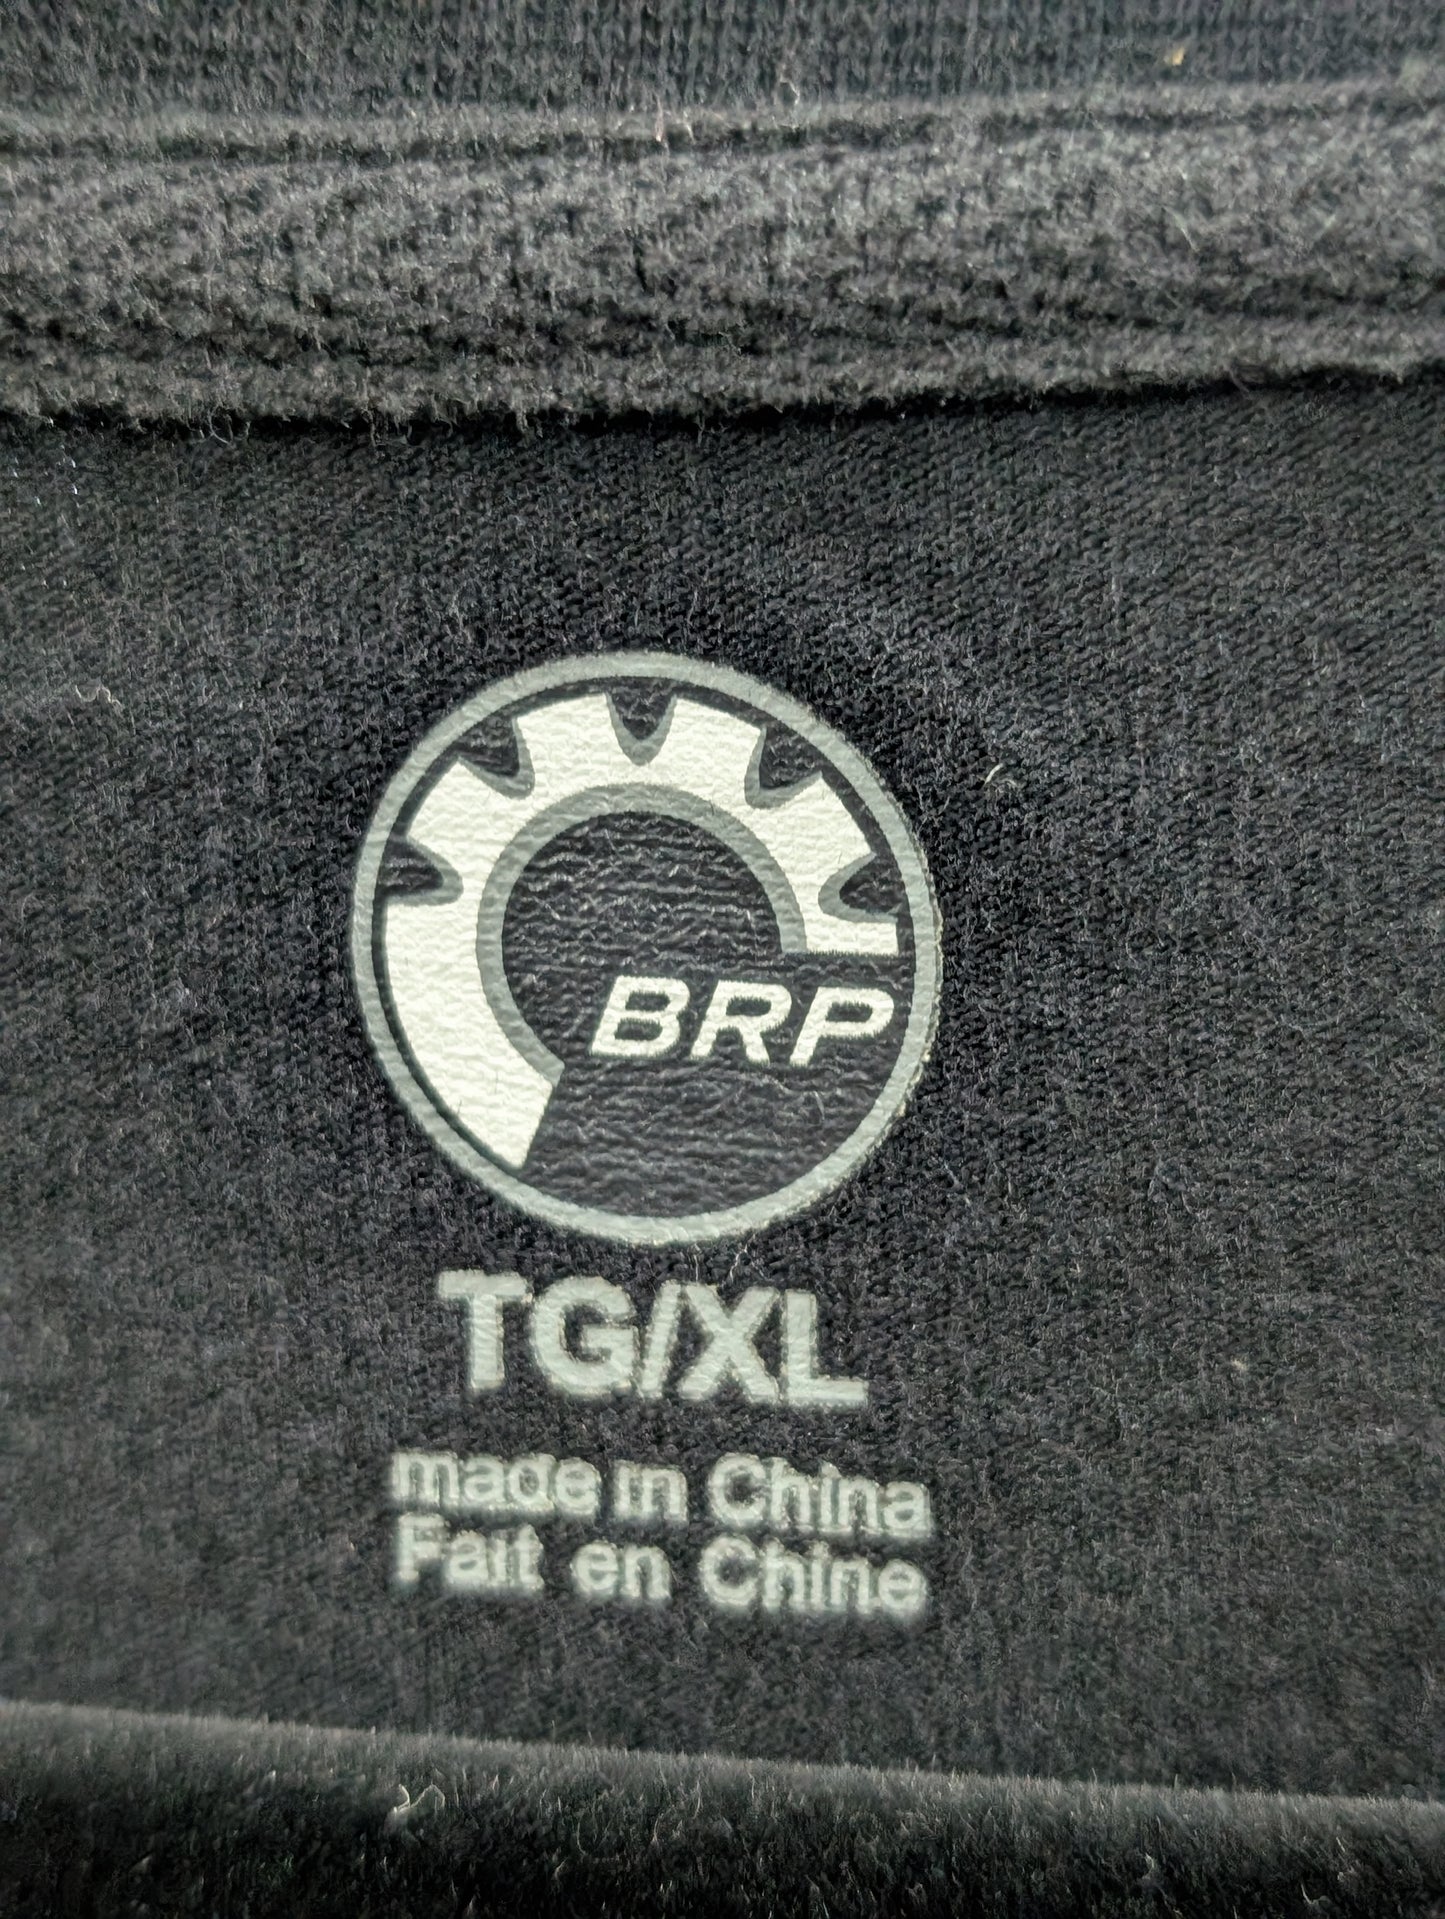 BRP
TG/XL
made in China
Fait en Chine